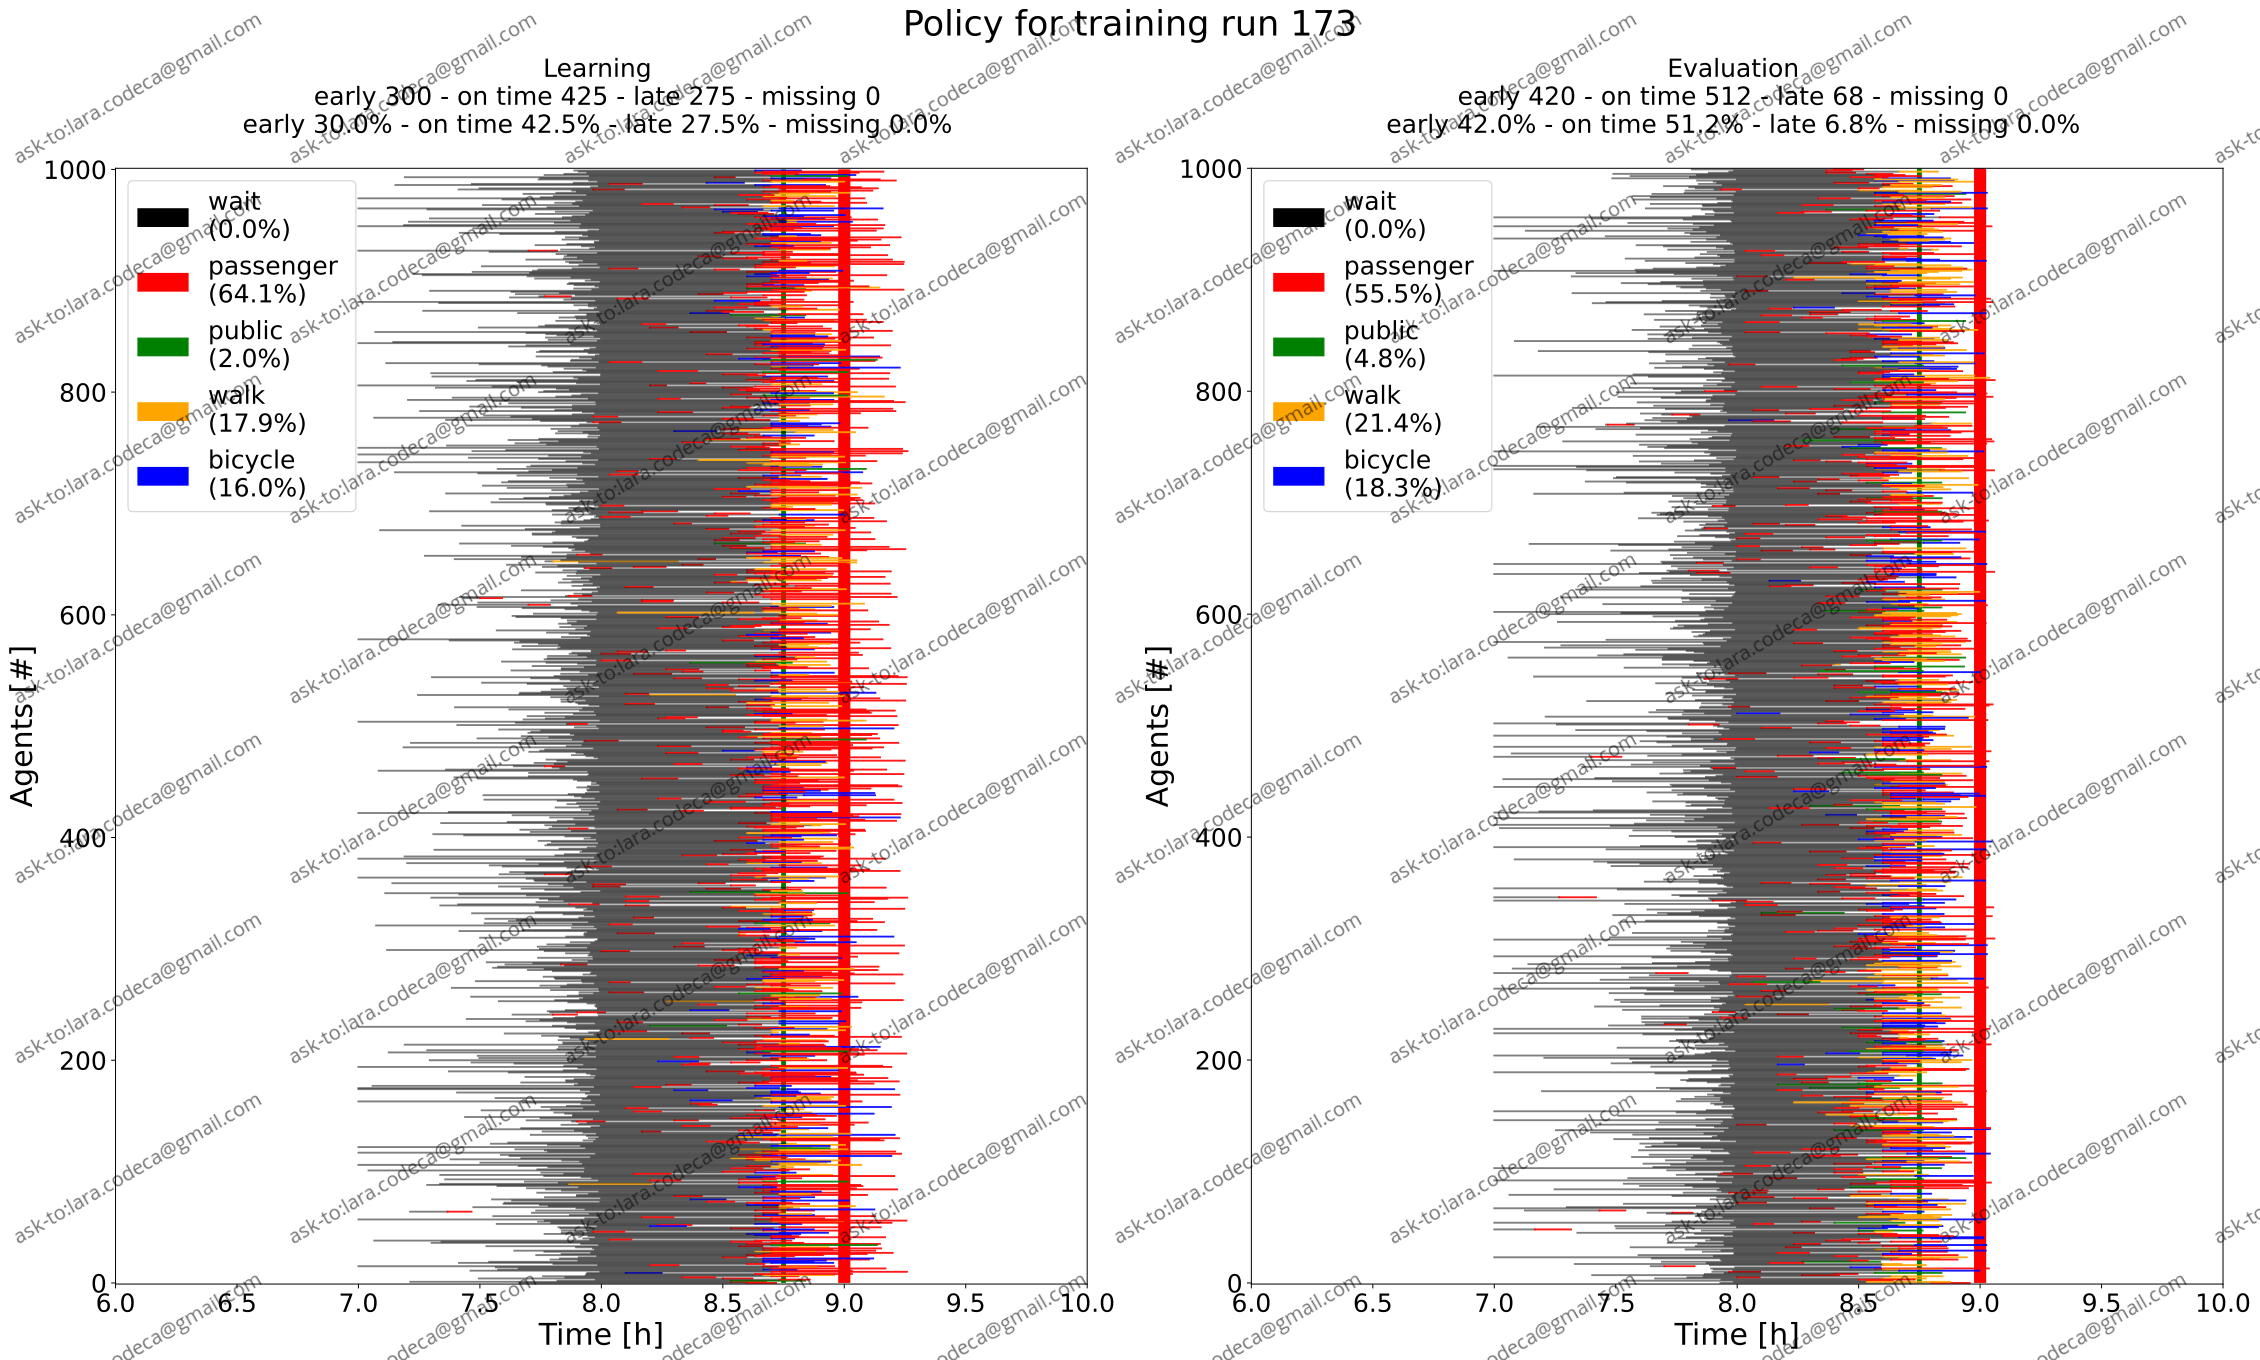 Policy for training run 173
Learning
early 300 - on time 425 - late 275 - missing 0
early 30.0% - on time 42.5% - late 27.5% - missing 0.0%
1000
800
600
400
200
0
Agents [#]
wait
(0.0%)
passenger
(64.1%)
public
(2.0%)
walk
(17.9%)
bicycle
(16.0%)
6.0 6.5 7.0 7.5 8.0 8.5 9.0 9.5 10.0
Time [h]
Evaluation
early 420 - on time 512 - late 68 - missing 0
early 42.0% - on time 51.2% - late 6.8% - missing 0.0%
1000
800
600
400
200
0
Agents [#]
wait
(0.0%)
passenger
(55.5%)
public
(4.8%)
walk
(21.4%)
bicycle
(18.3%)
6.0 6.5 7.0 7.5 8.0 8.5 9.0 9.5 10.0
Time [h]
ask-to:lara.codeca@gmail.com